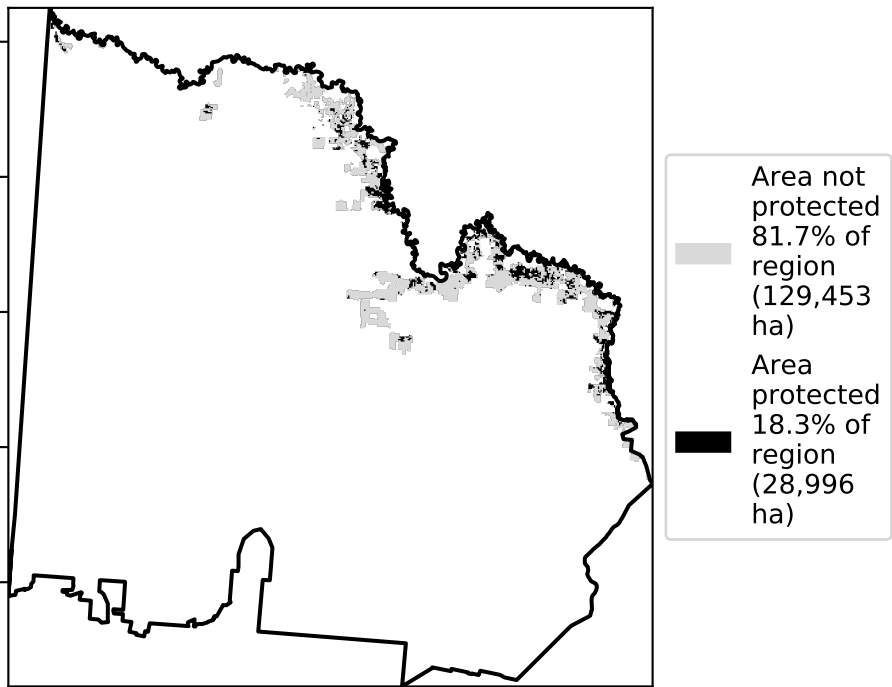 Area not
protected
81.7% of
region
(129,453
ha)
Area
protected
18.3% of
region
(28,996
ha)